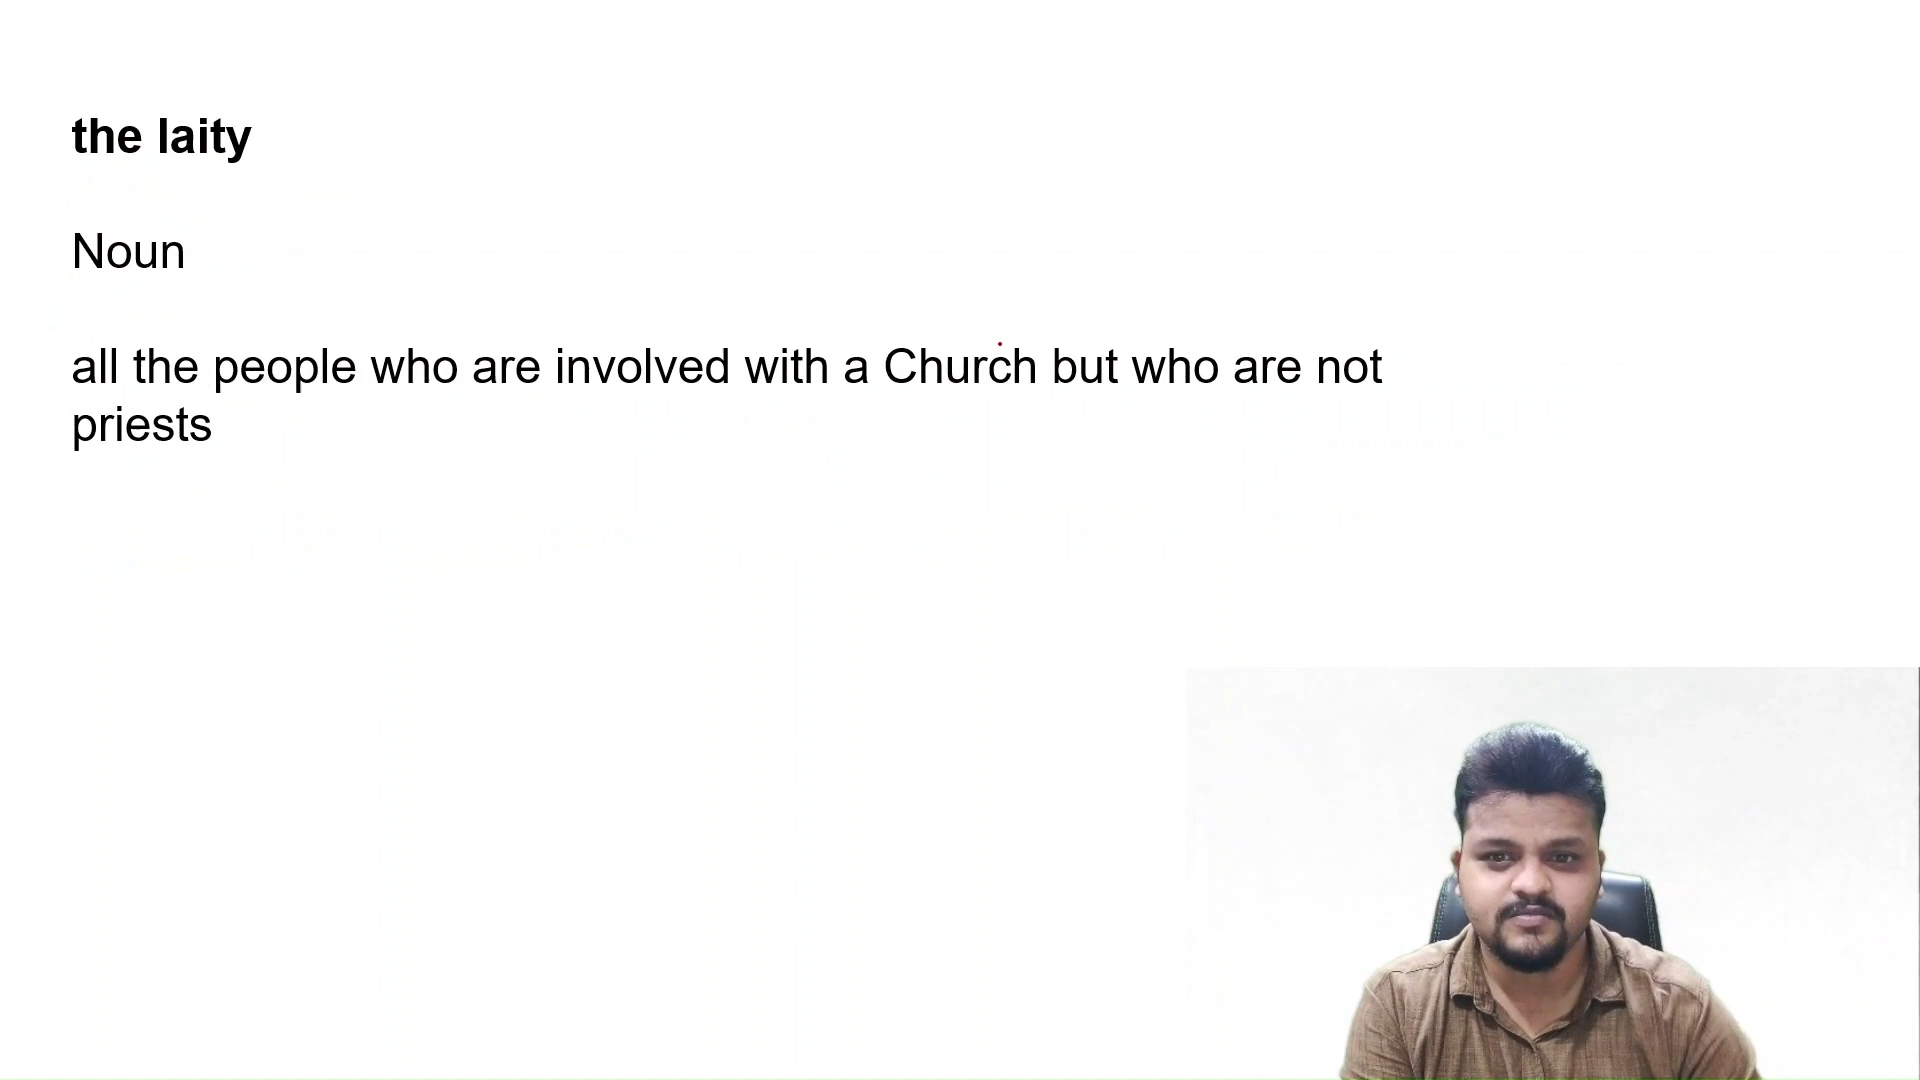 the laity
Noun
all the people who are involved with a Church but who are not
priests